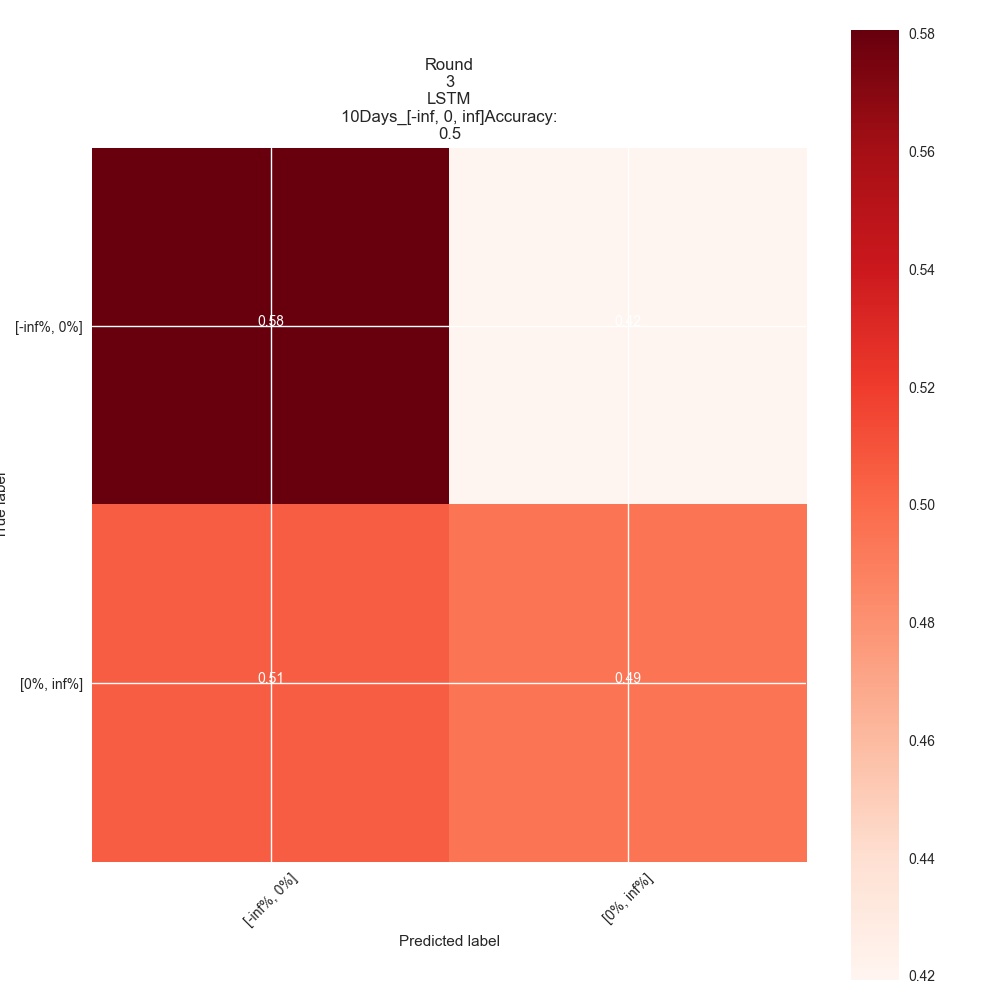 Round
3
LSTM
10Days_[-inf, 0, inf]Accuracy:
0.5
[-inf%, 0%]
[0%, inf%]
0.58
0.42
0.51
0.49
[-inf%, 0%]
[0%, inf%]
Predicted label
True label
0.58
0.56
0.54
0.52
0.50
0.48
0.46
0.44
0.42